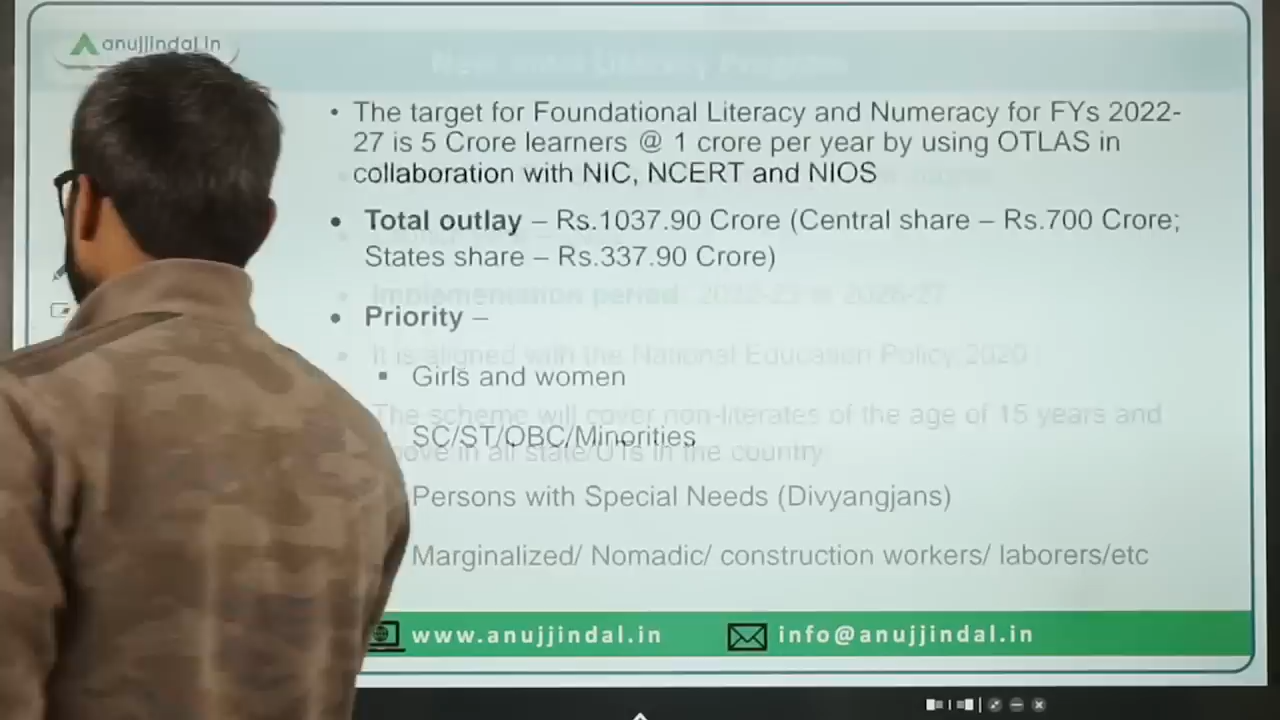 anujjindal.in
New India Literacy Program
• The target for Foundational Literacy and Numeracy for FYs 2022-
27 is 5 Crore learners @ 1 crore per year by using OTLAS in
collaboration with NIC, NCERT and NIOS
• Total outlay – Rs.1037.90 Crore (Central share – Rs.700 Crore;
States share – Rs.337.90 Crore)
• Implementation period: 2022-23 to 2026-27
• Priority –
• It is aligned with the National Education Policy 2020
▪ Girls and women
The scheme will cover non-literates of the age of 15 years and
SC/ST/OBC/Minorities
above in all state/UTs in the country
Persons with Special Needs (Divyangjans)
Marginalized/ Nomadic/ construction workers/ laborers/etc
www.anujjindal.in info@anujjindal.in